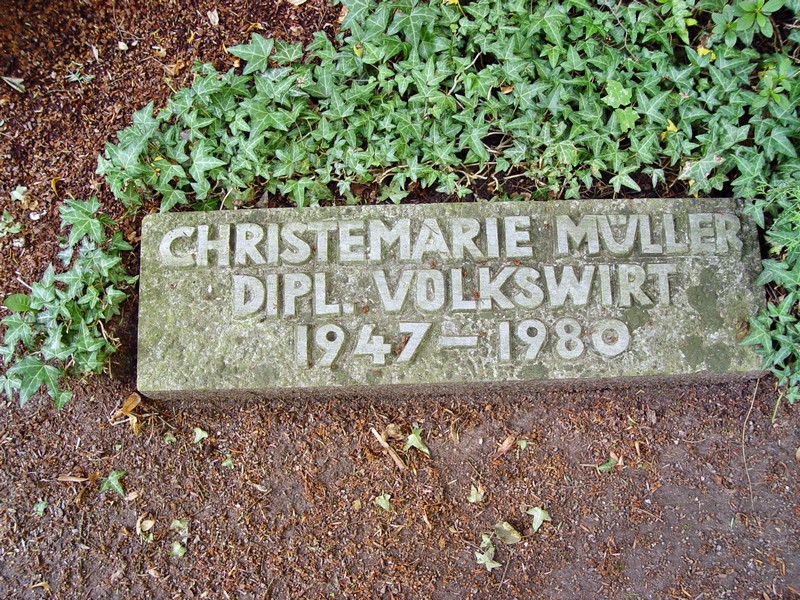 CHRISTEMARIE MÜLLER
DIPL. VOLKSWIRT
1947 - 1980